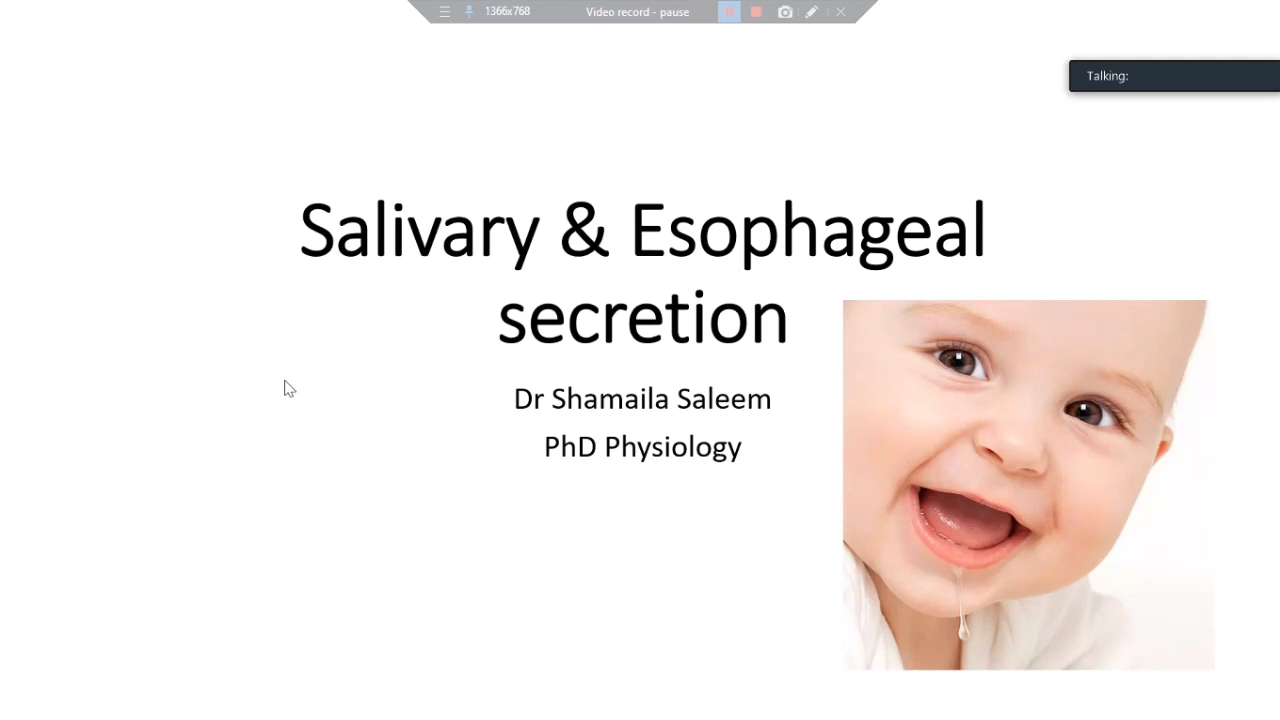 1366x768 Video record - pause
Talking:
Salivary & Esophageal
secretion
Dr Shamaila Saleem
PhD Physiology